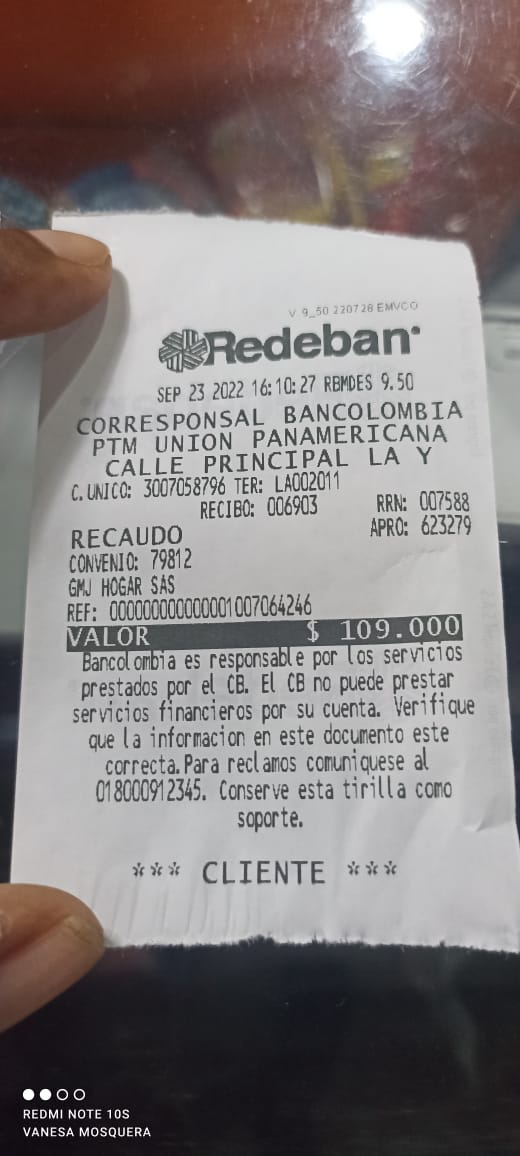 V 9_50 220728 EMVCO
Redeban
SEP 23 2022 16:10:27 RBMDES 9.50
CORRESPONSAL BANCOLOMBIA
PTM UNION PANAMERICANA
CALLE PRINCIPAL LA Y
C. UNICO: 3007058796 TER: LA002011
RECIBO: 006903 RRN: 007588
RECAUDO APRO: 623279
CONVENIO: 79812
GMJ HOGAR SAS
REF: 000000000000001007064246
VALOR $ 109.000
Bancolombia es responsable por los servicios
prestados por el CB. El CB no puede prestar
servicios financieros por su cuenta. Verifique
que la informacion en este documento este
correcta. Para reclamos comuniquese al
018000912345. Conserve esta tirilla como
soporte.
*** CLIENTE ***
REDMI NOTE 10S
VANESA MOSQUERA